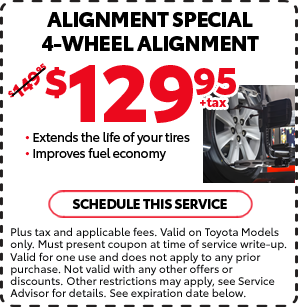 ALIGNMENT SPECIAL
4-WHEEL ALIGNMENT
$149.95
$129.95
+tax
• Extends the life of your tires
• Improves fuel economy
SCHEDULE THIS SERVICE
Plus tax and applicable fees. Valid on Toyota Models
only. Must present coupon at time of service write-up.
Valid for one use and does not apply to any prior
purchase. Not valid with any other offers or
discounts. Other restrictions may apply, see Service
Advisor for details. See expiration date below.